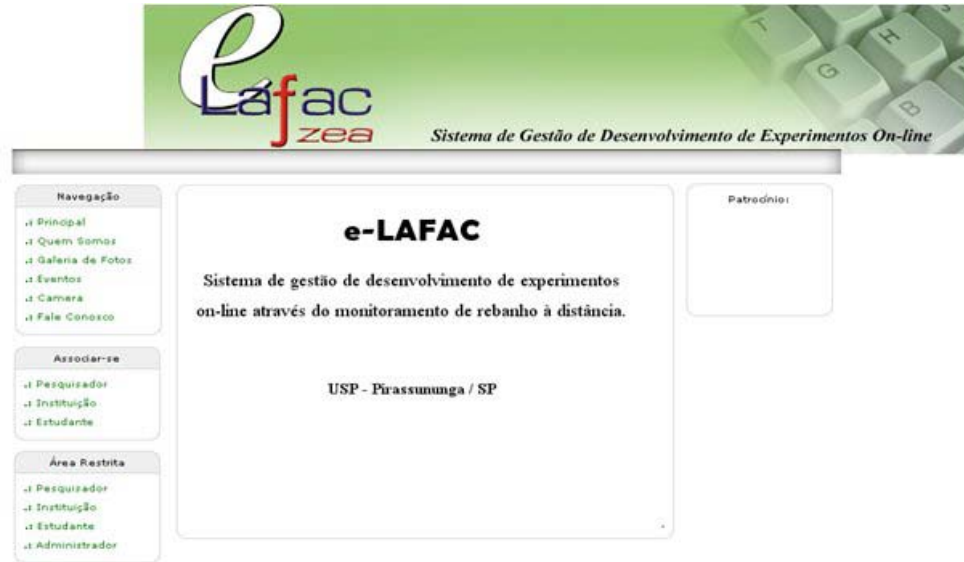 e
Lafac
zea
Sistema de Gestão de Desenvolvimento de Experimentos On-line
Navegação
.: Principal
.: Quem Somos
.: Galeria de Fotos
.: Eventos
.: Camera
.: Fale Conosco
Associar-se
.: Pesquisador
.: Instituição
.: Estudante
Área Restrita
.: Pesquisador
.: Instituição
.: Estudante
.: Administrador
e-LAFAC
Sistema de gestão de desenvolvimento de experimentos
on-line através do monitoramento de rebanho à distância.
USP - Pirassununga / SP
Patrocínio:
T
H
G
B